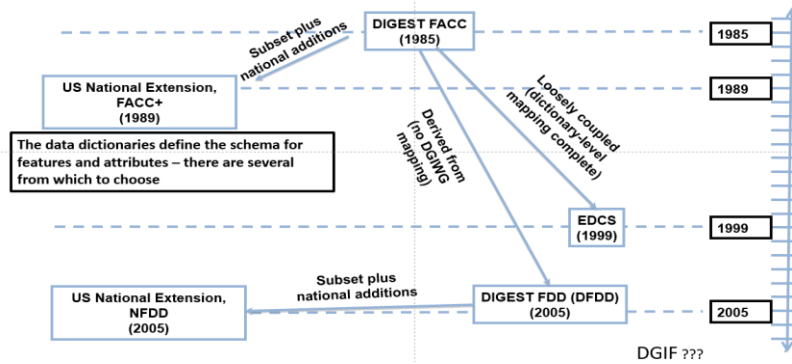 DIGEST FACC
(1985)
1985
Subset plus
national additions
US National Extension,
FACC+
(1989)
1989
The data dictionaries define the schema for
features and attributes – there are several
from which to choose
Derived from
(no DGIWG
mapping)
Loosely coupled
(dictionary-level
mapping complete)
EDCS
(1999)
1999
Subset plus
national additions
US National Extension,
NFDD
(2005)
DIGEST FDD (DFDD)
(2005)
2005
DGIF ???